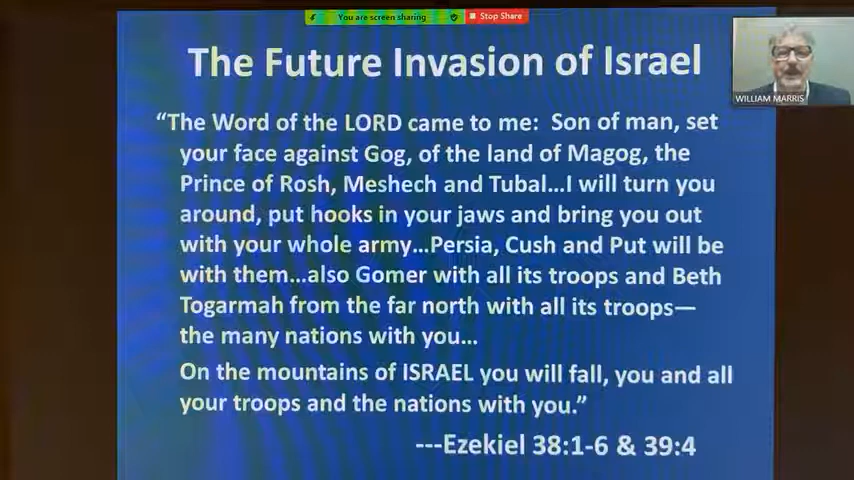 You are screen sharing
Stop Share
The Future Invasion of Israel
WILLIAM MARRIS
“The Word of the LORD came to me: Son of man, set
your face against Gog, of the land of Magog, the
Prince of Rosh, Meshech and Tubal...I will turn you
around, put hooks in your jaws and bring you out
with your whole army...Persia, Cush and Put will be
with them...also Gomer with all its troops and Beth
Togarmah from the far north with all its troops—
the many nations with you...
On the mountains of ISRAEL you will fall, you and all
your troops and the nations with you.”
---Ezekiel 38:1-6 & 39:4